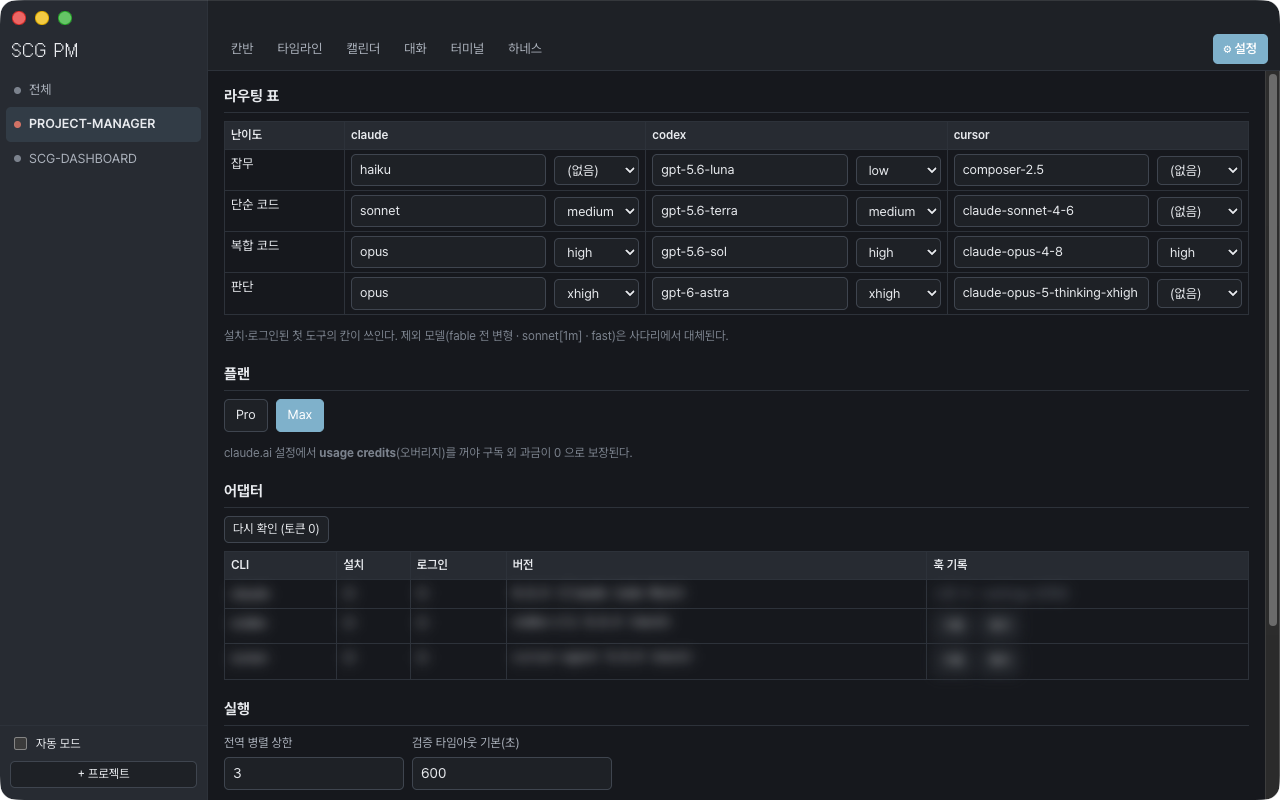 SCG PM
칸반 타임라인 캘린더 대화 터미널 하네스 ⚙ 설정
전체
PROJECT-MANAGER
SCG-DASHBOARD
라우팅 표
난이도 claude codex cursor
잡무 haiku (없음) gpt-5.6-luna low composer-2.5 (없음)
단순 코드 sonnet medium gpt-5.6-terra medium claude-sonnet-4-6 (없음)
복합 코드 opus high gpt-5.6-sol high claude-opus-4-8 high
판단 opus xhigh gpt-6-astra xhigh claude-opus-5-thinking-xhigh (없음)
설치·로그인된 첫 도구의 칸이 쓰인다. 제외 모델(fable 전 변형 · sonnet[1m] · fast)은 사다리에서 대체된다.
플랜
Pro Max
claude.ai 설정에서 usage credits(오버리지)를 꺼야 구독 외 과금이 0 으로 보장된다.
어댑터
다시 확인 (토큰 0)
CLI 설치 로그인 버전 훅 기록
실행
전역 병렬 상한 검증 타임아웃 기본(초)
3 600
자동 모드
+ 프로젝트